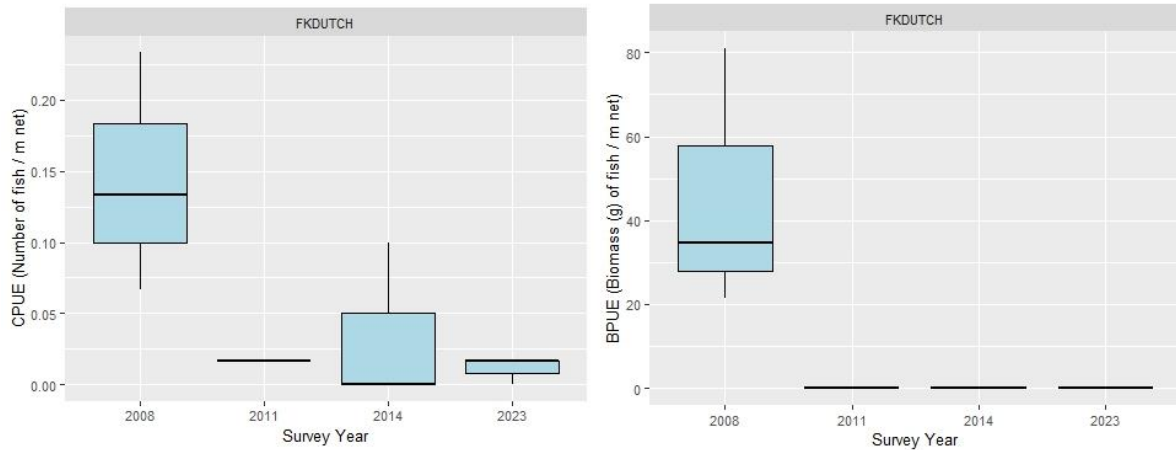 FKDUTCH
CPUE (Number of fish / m net)
0.20
0.15
0.10
0.05
0.00
2008 2011 2014 2023
Survey Year
FKDUTCH
BPUE (Biomass (g) of fish / m net)
80
60
40
20
0
2008 2011 2014 2023
Survey Year